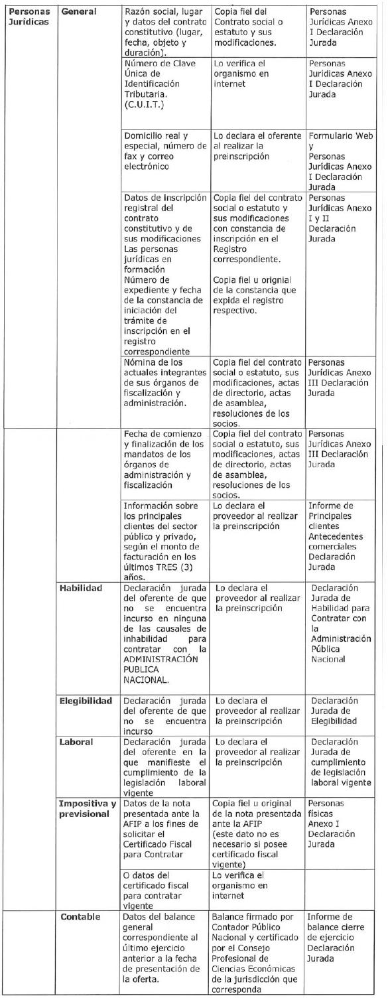 Personas
Jurídicas
General
Razón social, lugar
y datos del contrato
constitutivo (lugar,
fecha, objeto y
duración).
Copia fiel del
Contrato social o
estatuto y sus
modificaciones.
Personas
Jurídicas Anexo
I Declaración
Jurada
Número de Clave
Única de
Identificación
Tributaria.
(C.U.I.T.)
Lo verifica el
organismo en
internet
Personas
Jurídicas Anexo
I Declaración
Jurada
Domicilio real y
especial, número de
fax y correo
electrónico
Lo declara el oferente
al realizar la
preinscripción
Formulario Web
y
Personas
Jurídicas Anexo
I Declaración
Jurada
Datos de inscripción
registral del
contrato
constitutivo y de
sus modificaciones
Las personas
jurídicas en
formación
Número de
expediente y fecha
de la constancia de
iniciación del
trámite de
inscripción en el
registro
correspondiente
Copia fiel del contrato
social o estatuto y
sus modificaciones
con constancia de
inscripción en el
Registro
correspondiente.
Copia fiel u orignial
de la constancia que
expida el registro
respectivo.
Personas
Jurídicas Anexo
I y II
Declaración
Jurada
Nómina de los
actuales integrantes
de sus órganos de
fiscalización y
administración.
Copia fiel del contrato
social o estatuto, sus
modificaciones, actas
de directorio, actas
de asamblea,
resoluciones de los
socios.
Personas
Jurídicas Anexo
III Declaración
Jurada
Fecha de comienzo
y finalización de los
mandatos de los
órganos de
administración y
fiscalización
Copia fiel del contrato
social o estatuto, sus
modificaciones, actas
de directorio, actas
de asamblea,
resoluciones de los
socios.
Personas
Jurídicas Anexo
III Declaración
Jurada
Información sobre
los principales
clientes del sector
público y privado,
según el monto de
facturación en los
últimos TRES (3)
años.
Lo declara el
proveedor al realizar
la preinscripción
Informe de
Principales
clientes
Antecedentes
comerciales
Declaración
Jurada
Habilidad
Declaración jurada
del oferente de que
no se encuentra
incurso en ninguna
de las causales de
inhabilidad para
contratar con la
ADMINISTRACIÓN
PUBLICA
NACIONAL.
Lo declara el
proveedor al realizar
la preinscripción
Declaración
Jurada de
Habilidad para
Contratar con
la
Administración
Pública
Nacional
Elegibilidad
Declaración jurada
del oferente de que
no se encuentra
incurso
Lo declara el
proveedor al realizar
la preinscripción
Declaración
Jurada de
Elegibilidad
Laboral
Declaración jurada
del oferente en la
que manifieste el
cumplimiento de la
legislación laboral
vigente
Lo declara el
proveedor al realizar
la preinscripción
Declaración
Jurada de
cumplimiento
de legislación
laboral vigente
Impositiva y
previsional
Datos de la nota
presentada ante la
AFIP a los fines de
solicitar el
Certificado Fiscal
para Contratar
Copia fiel u original
de la nota presentada
ante la AFIP
(este dato no es
necesario si posee
certificado fiscal
vigente)
Personas
físicas
Anexo I
Declaración
Jurada
O datos del
certificado fiscal
para contratar
vigente
Lo verifica el
organismo en
internet
Contable
Datos del balance
general
correspondiente al
último ejercicio
anterior a la fecha
de presentación de
la oferta.
Balance firmado por
Contador Público
Nacional y certificado
por el Consejo
Profesional de
Ciencias Económicas
de la jurisdicción que
corresponda
Informe de
balance cierre
de ejercicio
Declaración
Jurada